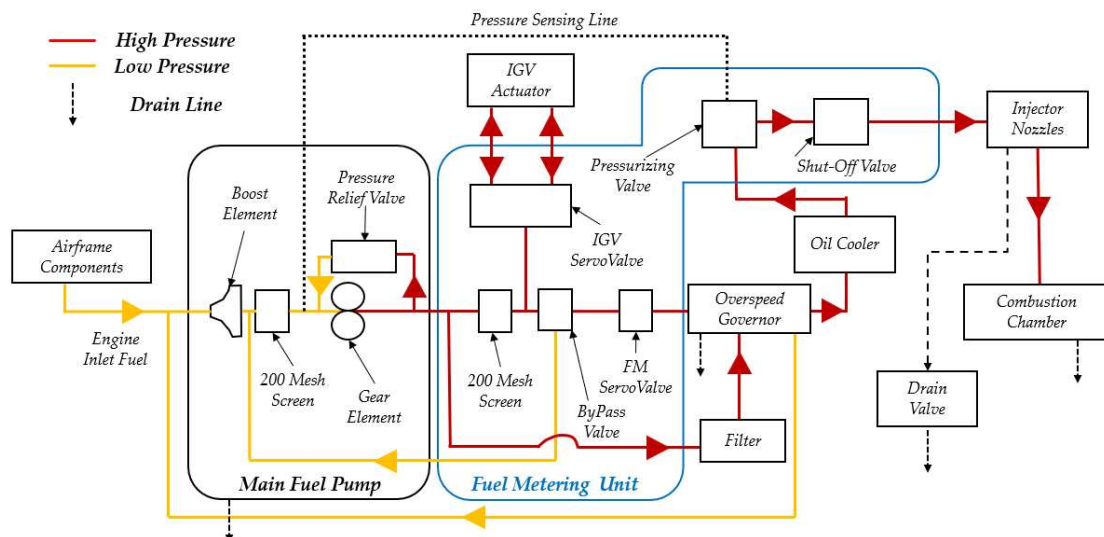 Pressure Sensing Line
High Pressure
Low Pressure
Drain Line
IGV
Actuator
Injector
Nozzles
Pressurizing
Valve
Shut-Off Valve
Pressure
Relief Valve
Boost
Element
IGV
ServoValve
Oil Cooler
Airframe
Components
Overspeed
Governor
Combustion
Chamber
Engine
Inlet Fuel
200 Mesh
Screen
Gear
Element
200 Mesh
Screen
ByPass
Valve
FM
ServoValve
Filter
Drain
Valve
Main Fuel Pump
Fuel Metering Unit